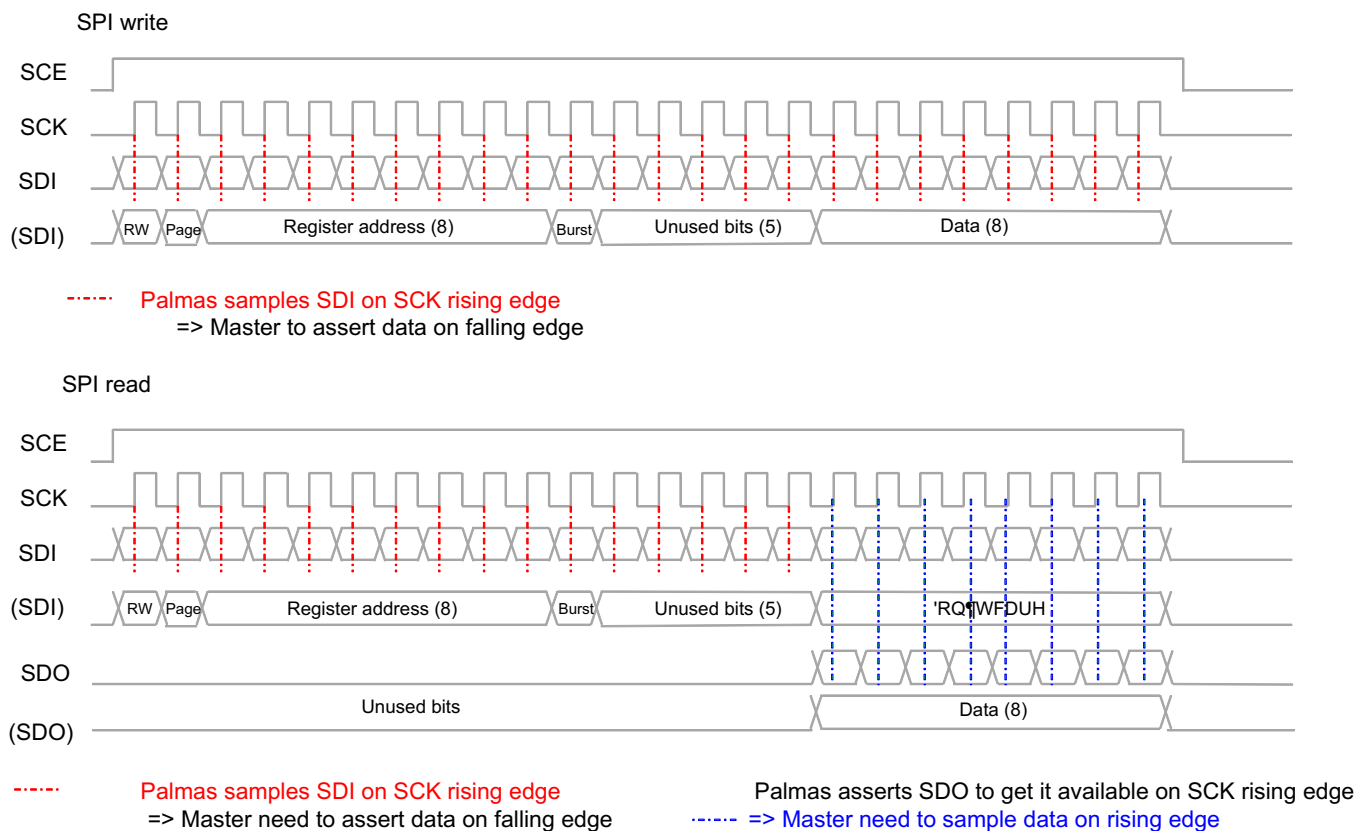 SPI write
SCE
SCK
SDI
(SDI) RW Page Register address (8) Burst Unused bits (5) Data (8)
Palmas samples SDI on SCK rising edge
=> Master to assert data on falling edge
SPI read
SCE
SCK
SDI
(SDI) RW Page Register address (8) Burst Unused bits (5) 'RQ¶WFDUH
SDO
Unused bits Data (8)
(SDO)
Palmas samples SDI on SCK rising edge Palmas asserts SDO to get it available on SCK rising edge
=> Master need to assert data on falling edge => Master need to sample data on rising edge